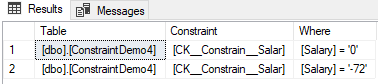 Results Messages
Table Constraint Where
1 [dbo].[ConstraintDemo4] [CK__Constrain__Salar] [Salary] = '0'
2 [dbo].[ConstraintDemo4] [CK__Constrain__Salar] [Salary] = '-72'